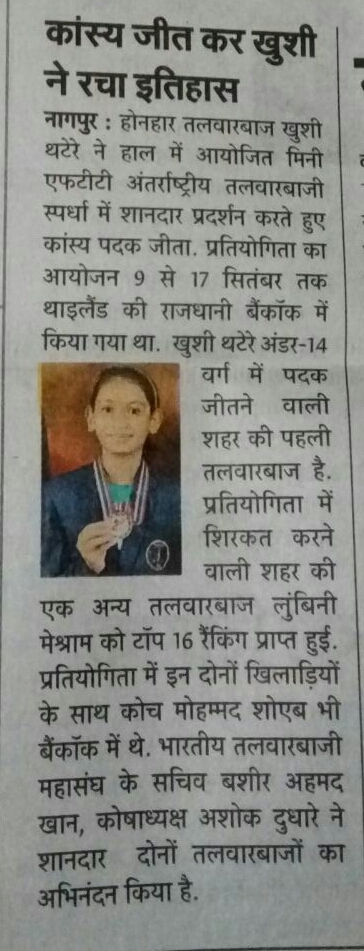 कांस्य जीत कर खुशी
ने रचा इतिहास
नागपुर : होनहार तलवारबाज खुशी
थटेरे ने हाल में आयोजित मिनी
एफटीटी अंतर्राष्ट्रीय तलवारबाजी
स्पर्धा में शानदार प्रदर्शन करते हुए
कांस्य पदक जीता. प्रतियोगिता का
आयोजन 9 से 17 सितंबर तक
थाइलैंड की राजधानी बैंकॉक में
किया गया था. खुशी थटेरे अंडर-14
वर्ग में पदक
जीतने वाली
शहर की पहली
तलवारबाज है.
प्रतियोगिता में
शिरकत करने
वाली शहर की
एक अन्य तलवारबाज लुंबिनी
मेश्राम को टॉप 16 रैंकिंग प्राप्त हुई.
प्रतियोगिता में इन दोनों खिलाड़ियों
के साथ कोच मोहम्मद शोएब भी
बैंकॉक में थे. भारतीय तलवारबाजी
महासंघ के सचिव बशीर अहमद
खान, कोषाध्यक्ष अशोक दुधारे ने
शानदार दोनों तलवारबाजों का
अभिनंदन किया है.